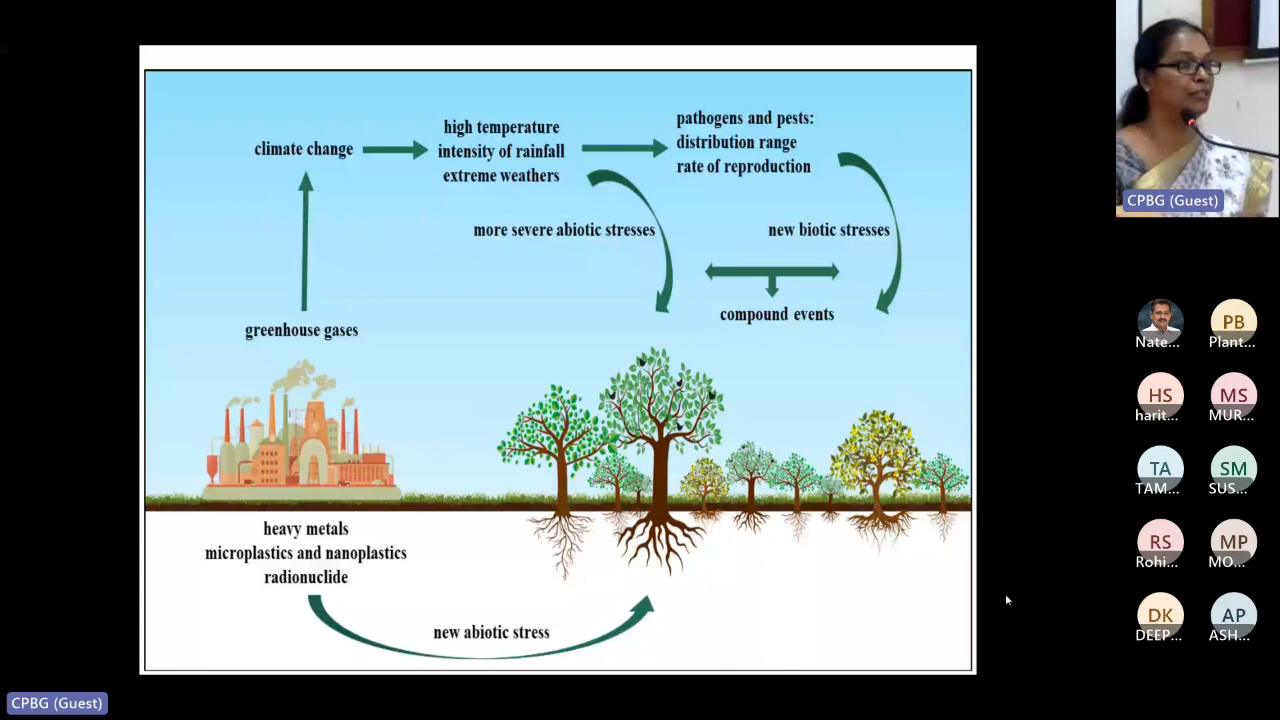 climate change
high temperature
intensity of rainfall
extreme weathers
pathogens and pests:
distribution range
rate of reproduction
more severe abiotic stresses
new biotic stresses
compound events
greenhouse gases
heavy metals
microplastics and nanoplastics
radionuclide
new abiotic stress
CPBG (Guest)
Nate...
PB
Plant...
HS
harit...
MS
MUR...
TA
TAM...
SM
SUS...
RS
Rohi...
MP
MO...
DK
DEEP...
AP
ASH...
CPBG (Guest)